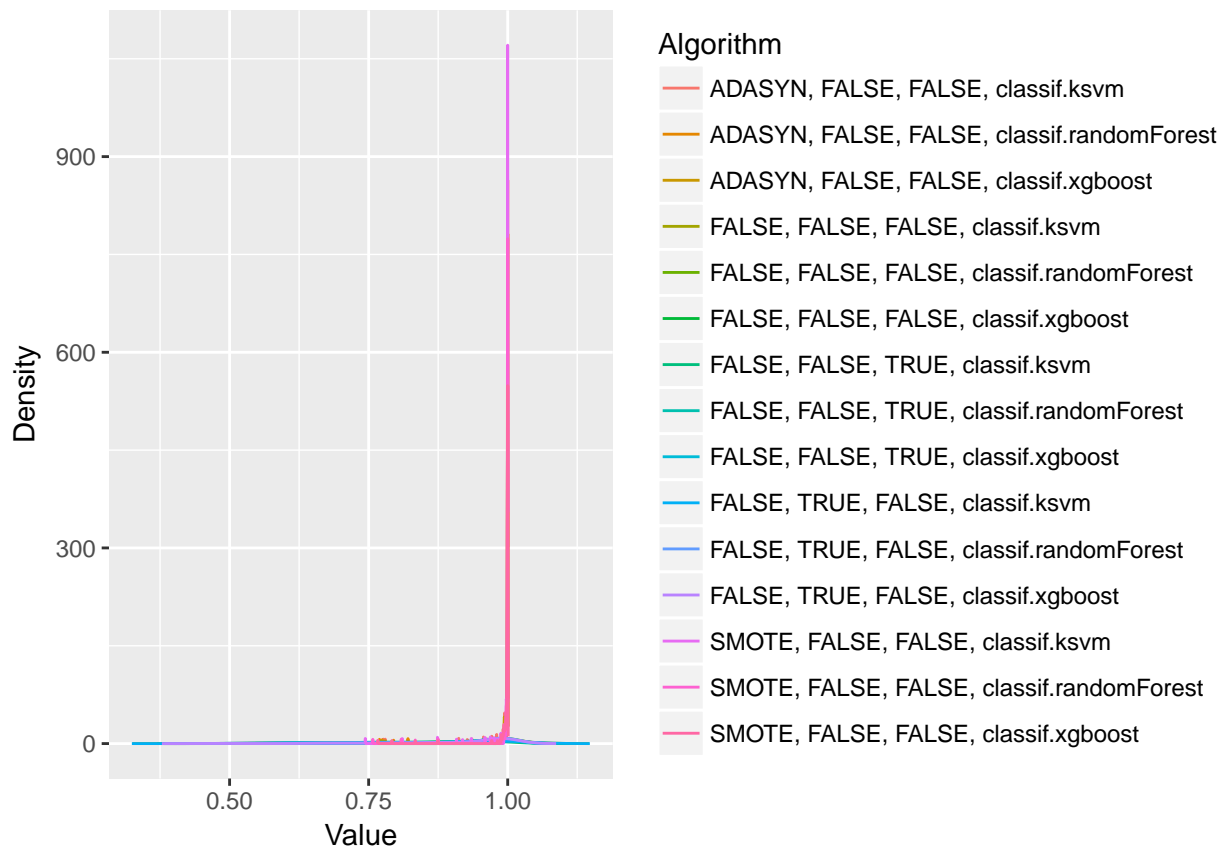 Algorithm
ADASYN, FALSE, FALSE, classif.ksvm
ADASYN, FALSE, FALSE, classif.randomForest
ADASYN, FALSE, FALSE, classif.xgboost
FALSE, FALSE, FALSE, classif.ksvm
FALSE, FALSE, FALSE, classif.randomForest
FALSE, FALSE, FALSE, classif.xgboost
FALSE, FALSE, TRUE, classif.ksvm
FALSE, FALSE, TRUE, classif.randomForest
FALSE, FALSE, TRUE, classif.xgboost
FALSE, TRUE, FALSE, classif.ksvm
FALSE, TRUE, FALSE, classif.randomForest
FALSE, TRUE, FALSE, classif.xgboost
SMOTE, FALSE, FALSE, classif.ksvm
SMOTE, FALSE, FALSE, classif.randomForest
SMOTE, FALSE, FALSE, classif.xgboost
Density
900
600
300
0
0.50 0.75 1.00
Value